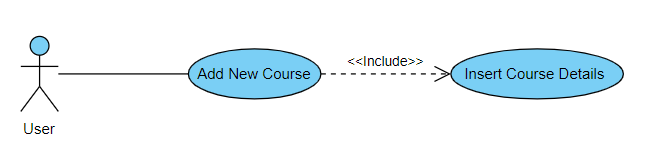 <<Include>>
Add New Course
Insert Course Details
User